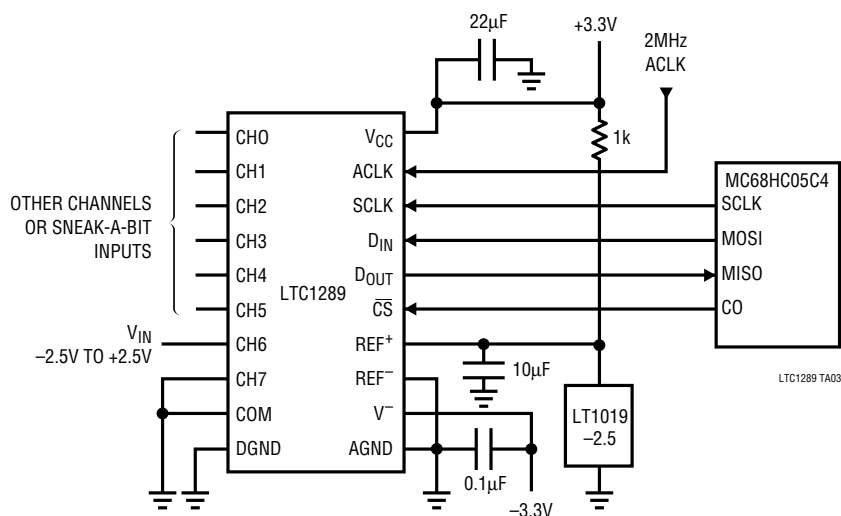 22μF
+3.3V
2MHz
ACLK
CH0
CH1
CH2
CH3
CH4
CH5
CH6
CH7
COM
DGND
OTHER CHANNELS
OR SNEAK-A-BIT
INPUTS
VIN
–2.5V TO +2.5V
LTC1289
VCC
ACLK
SCLK
DIN
DOUT
C̅S̅
REF+
REF–
V–
AGND
1k
10μF
0.1μF
–3.3V
LT1019
–2.5
MC68HC05C4
SCLK
MOSI
MISO
CO
LTC1289 TA03